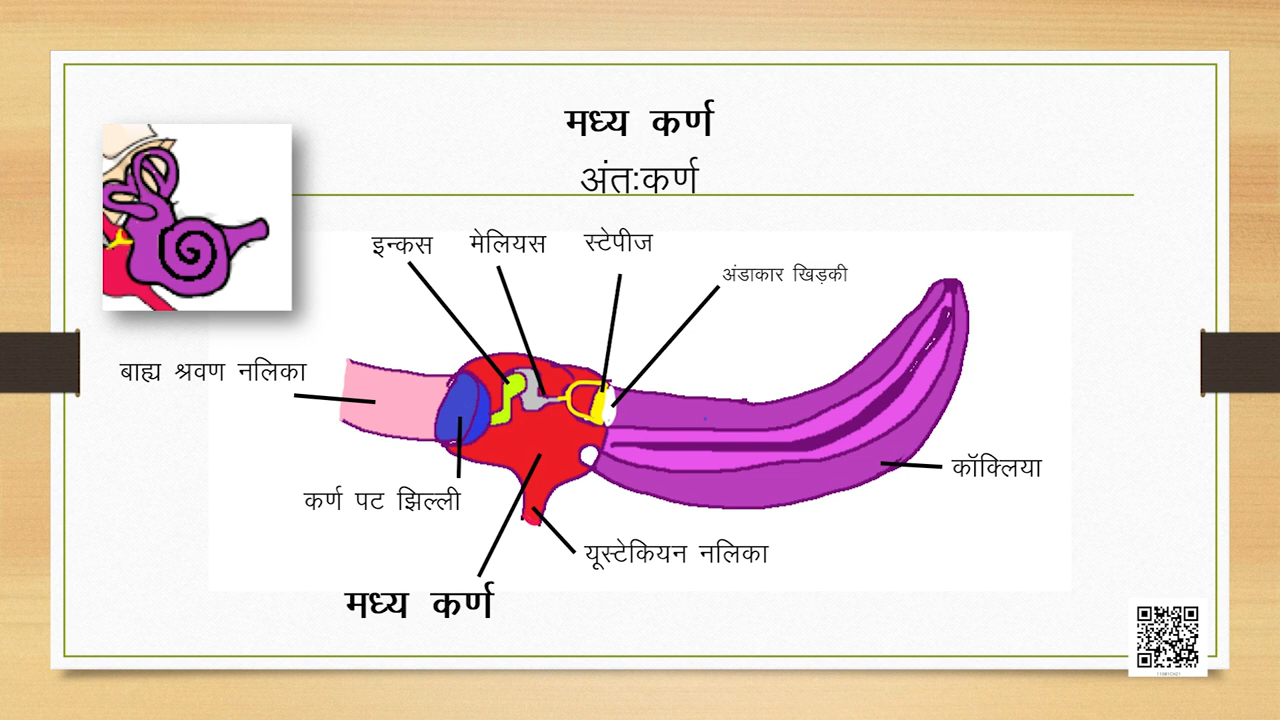 मध्य कर्ण
अंतःकर्ण
इन्कस मेलियस स्टेपीज
अंडाकार खिड़की
बाह्य श्रवण नलिका
कॉक्लिया
कर्ण पट झिल्ली
यूस्टेकियन नलिका
मध्य कर्ण